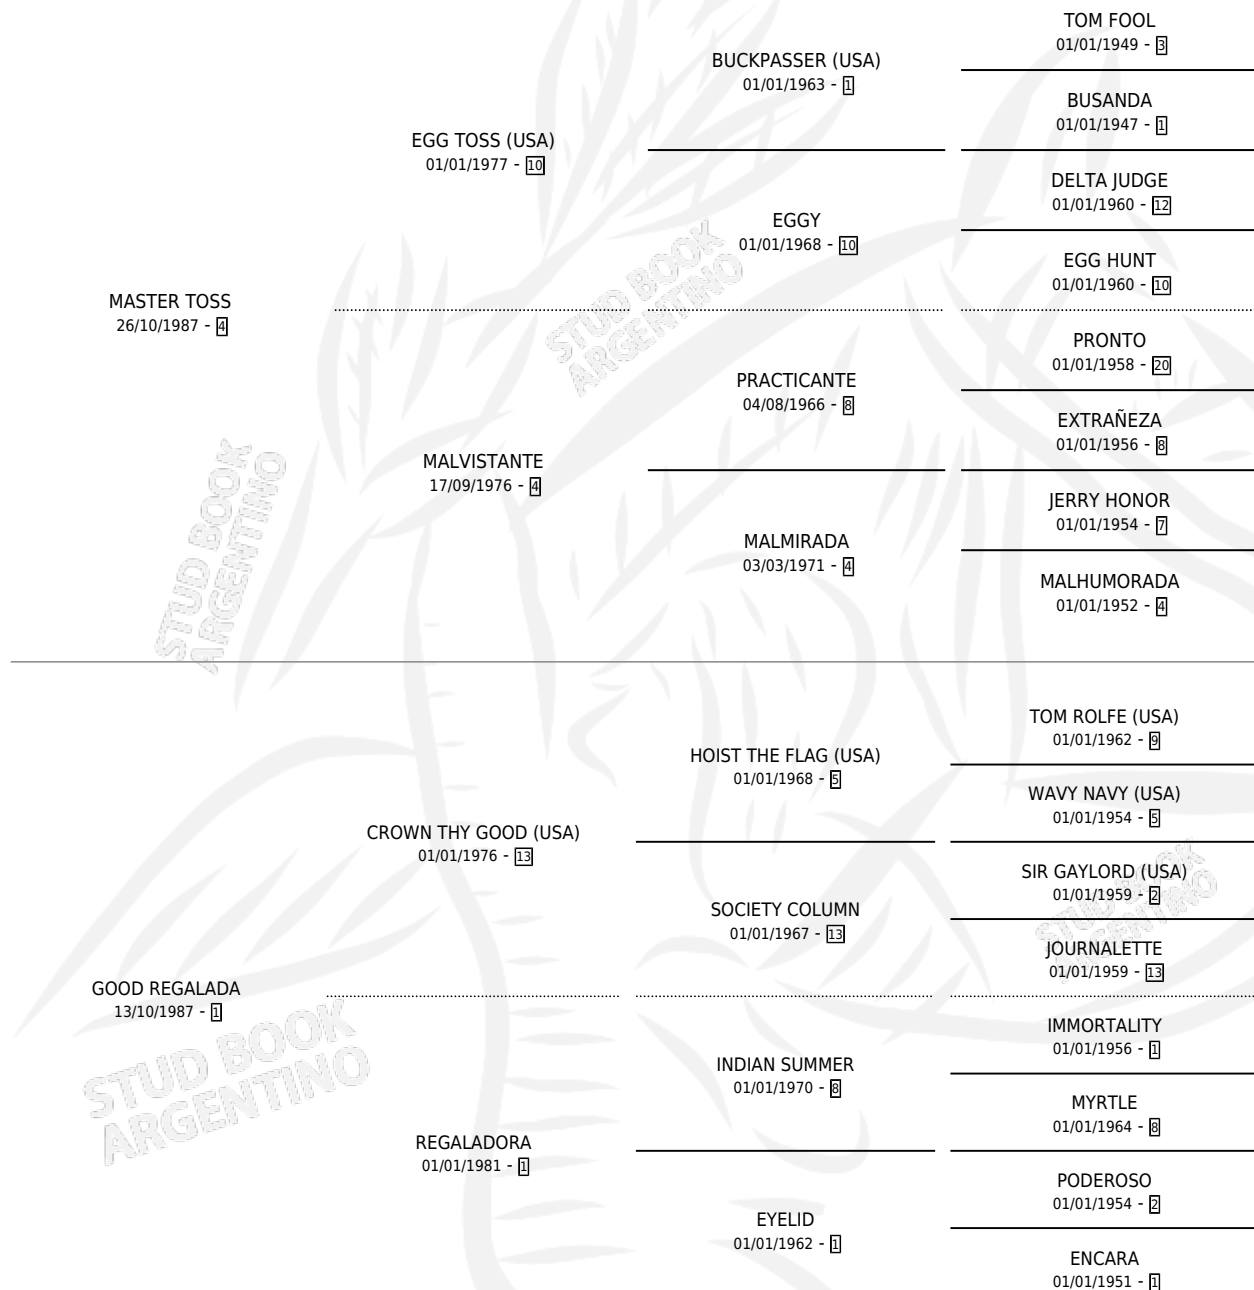 TOM FOOL
01/01/1949 - 3
BUCKPASSER (USA)
01/01/1963 - 1
BUSANDA
01/01/1947 - 1
EGG TOSS (USA)
01/01/1977 - 10
DELTA JUDGE
01/01/1960 - 12
EGGY
01/01/1968 - 10
EGG HUNT
01/01/1960 - 10
MASTER TOSS
26/10/1987 - 4
PRONTO
01/01/1958 - 20
PRACTICANTE
04/08/1966 - 8
EXTRAÑEZA
01/01/1956 - 8
MALVISTANTE
17/09/1976 - 4
JERRY HONOR
01/01/1954 - 7
MALMIRADA
03/03/1971 - 4
MALHUMORADA
01/01/1952 - 4
TOM ROLFE (USA)
01/01/1962 - 9
HOIST THE FLAG (USA)
01/01/1968 - 5
WAVY NAVY (USA)
01/01/1954 - 5
CROWN THY GOOD (USA)
01/01/1976 - 13
SIR GAYLORD (USA)
01/01/1959 - 2
SOCIETY COLUMN
01/01/1967 - 13
JOURNALETTE
01/01/1959 - 13
GOOD REGALADA
13/10/1987 - 1
IMMORTALITY
01/01/1956 - 1
INDIAN SUMMER
01/01/1970 - 8
MYRTLE
01/01/1964 - 8
REGALADORA
01/01/1981 - 1
PODEROSO
01/01/1954 - 2
EYELID
01/01/1962 - 1
ENCARA
01/01/1951 - 1
STUD BOOK
ARGENTINO
STUD BOOK
ARGENTINO
STUD BOOK
ARGENTINO
STUD BOOK
ARGENTINO